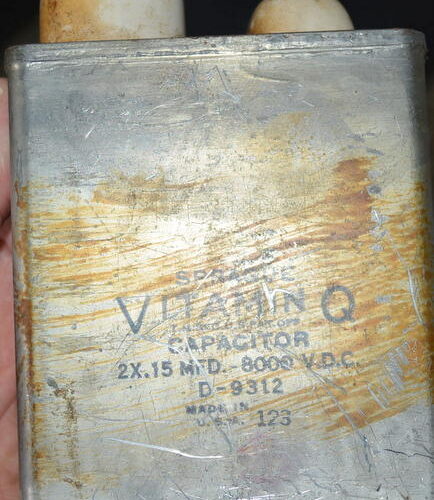 SPRAGUE
VITAMIN Q
CAPACITOR
2X.15 MFD.-8000 V.D.C.
D-9312
MADE IN
U.S.A. 123